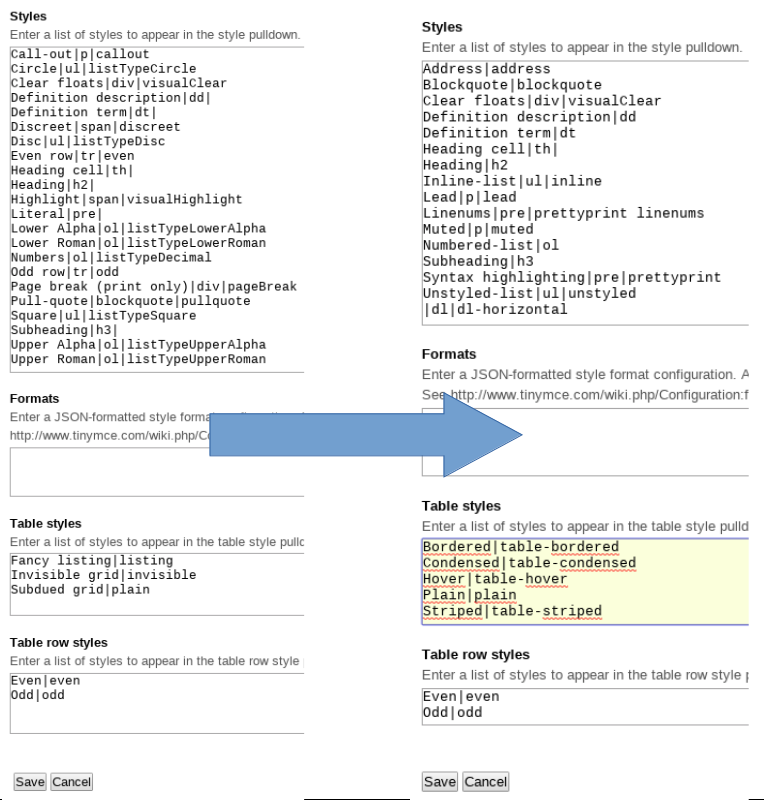 Styles
Enter a list of styles to appear in the style pulldown.
Call-out|p|callout
Circle|ul|listTypeCircle
Clear floats|div|visualClear
Definition description|dd|
Definition term|dt|
Discreet|span|discreet
Disc|ul|listTypeDisc
Even row|tr|even
Heading cell|th|
Heading|h2|
Highlight|span|visualHighlight
Literal|pre|
Lower Alpha|ol|listTypeLowerAlpha
Lower Roman|ol|listTypeLowerRoman
Numbers|ol|listTypeDecimal
Odd row|tr|odd
Page break (print only)|div|pageBreak
Pull-quote|blockquote|pullquote
Square|ul|listTypeSquare
Subheading|h3|
Upper Alpha|ol|listTypeUpperAlpha
Upper Roman|ol|listTypeUpperRoman
Formats
Enter a JSON-formatted style
http://www.tinymce.com/wiki.php/C
Table styles
Enter a list of styles to appear in the table style pulld
Fancy listing|listing
Invisible grid|invisible
Subdued grid|plain
Table row styles
Enter a list of styles to appear in the table row style
Even|even
Odd|odd
Save Cancel
Styles
Enter a list of styles to appear in the style pulldown.
Address|address
Blockquote|blockquote
Clear floats|div|visualClear
Definition description|dd
Definition term|dt
Heading cell|th|
Heading|h2
Inline-list|ul|inline
Lead|p|lead
Linenums|pre|prettyprint linenums
Muted|p|muted
Numbered-list|ol
Subheading|h3
Syntax highlighting|pre|prettyprint
Unstyled-list|ul|unstyled
|dl|dl-horizontal
Formats
Enter a JSON-formatted style format configuration. A
See http://www.tinymce.com/wiki.php/Configuration:f
Table styles
Enter a list of styles to appear in the table style pulld
Bordered|table-bordered
Condensed|table-condensed
Hover|table-hover
Plain|plain
Striped|table-striped
Table row styles
Enter a list of styles to appear in the table row style p
Even|even
Odd|odd
Save Cancel